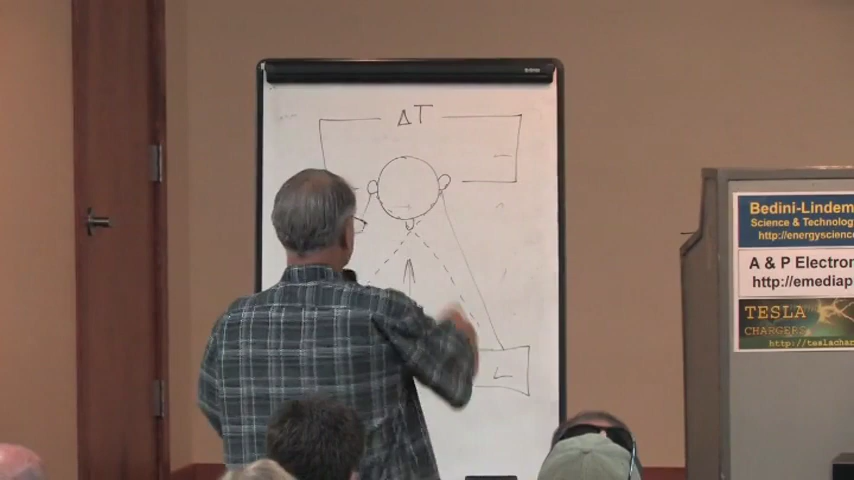 ΔT
L
Bedini-Lindem
Science & Technolog
http://energyscience
A & P Electron
http://emediap
TESLA
CHARGERS
http://teslachar